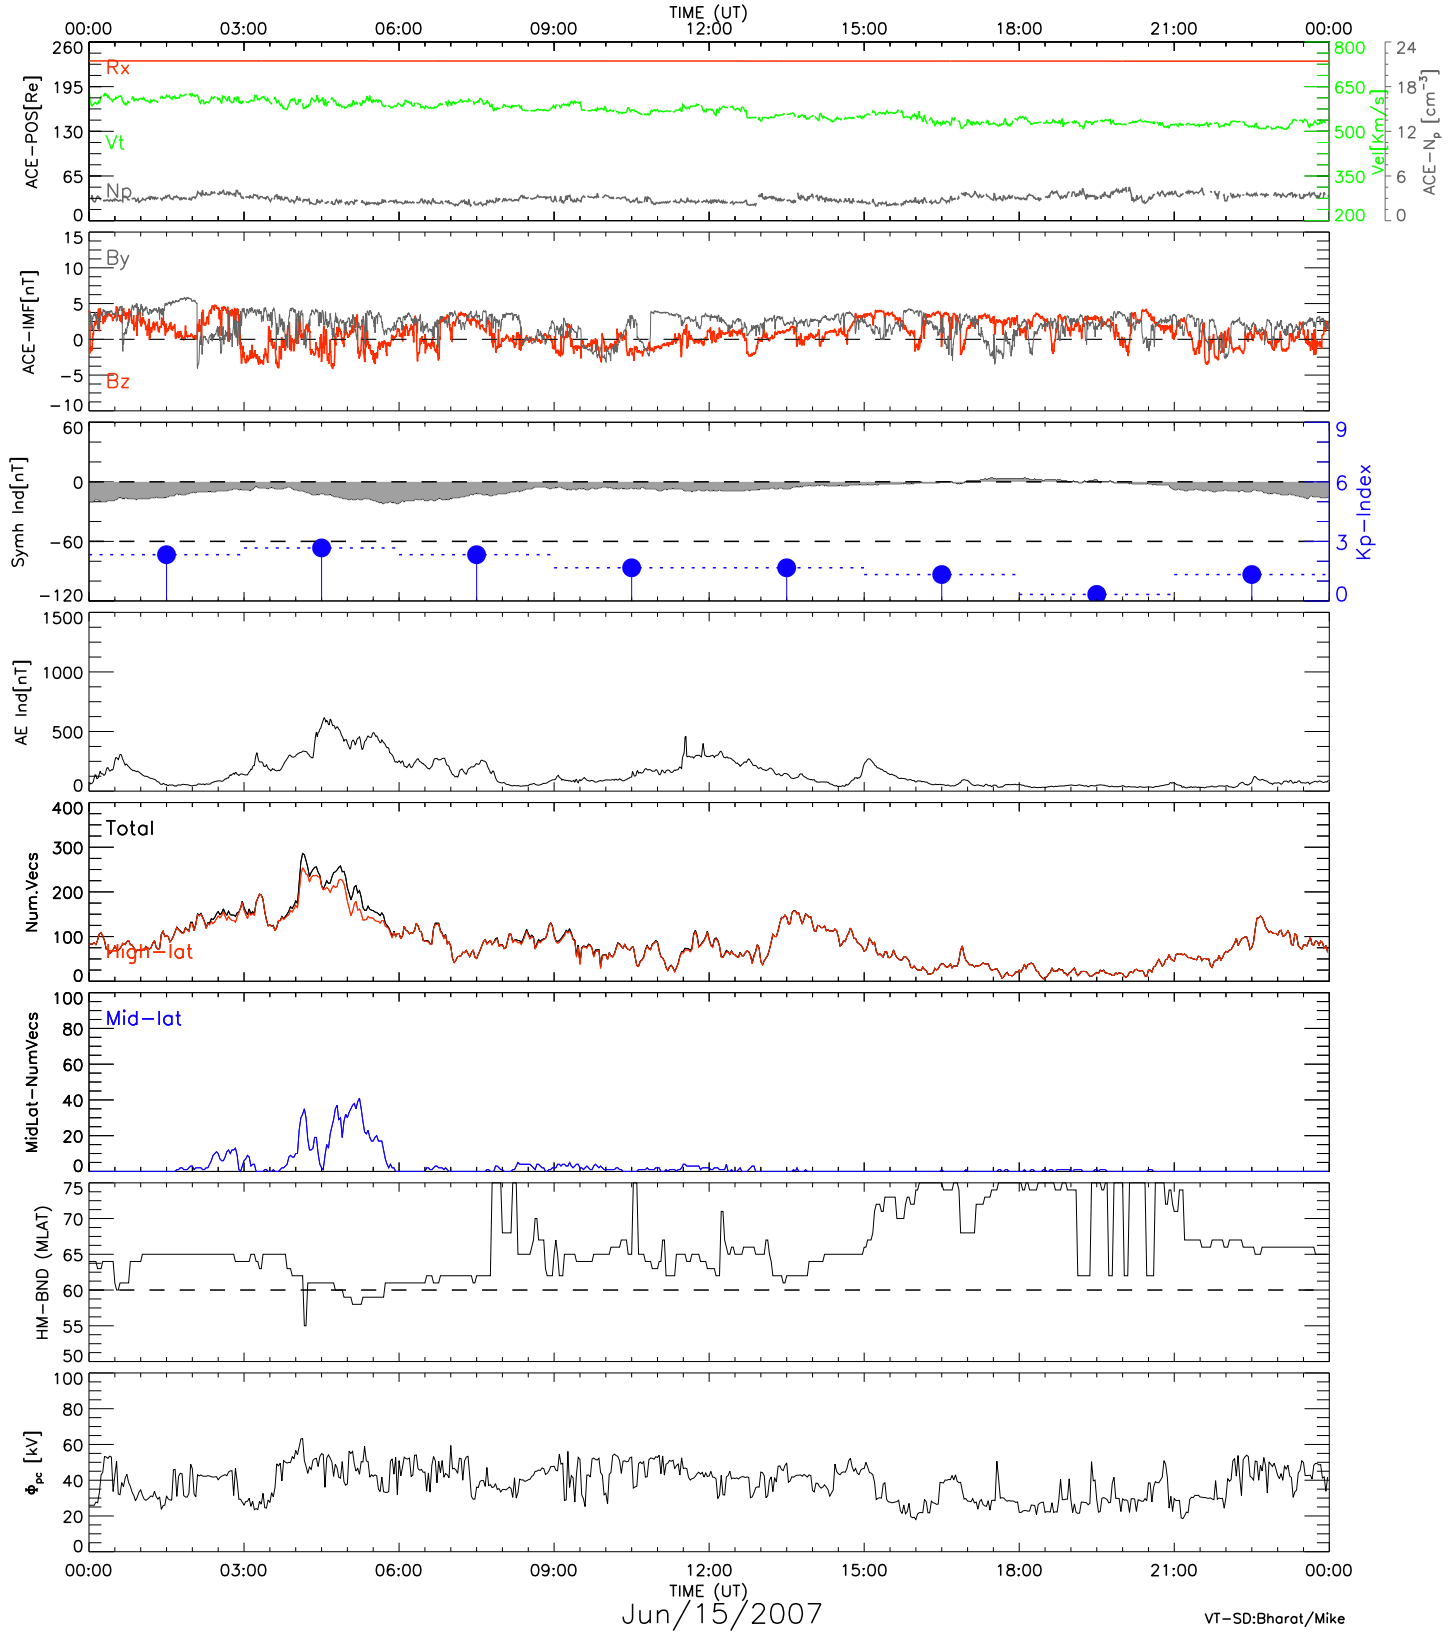 TIME (UT)
00:00 03:00 06:00 09:00 12:00 15:00 18:00 21:00 00:00
ACE-POS[Re]
260
195
130
65
0
Rx
Vt
Np
800
650
500
350
200
Vel[Km/s]
24
18
12
6
0
ACE-Np [cm⁻³]
ACE-IMF[nT]
15
10
5
0
-5
-10
By
Bz
Symh Ind[nT]
60
0
-60
-120
9
6
3
0
Kp-Index
AE Ind[nT]
1500
1000
500
0
Num.Vecs
400
300
200
100
0
Total
High-lat
MidLat-NumVecs
100
80
60
40
20
0
Mid-lat
HM-BND (MLAT)
75
70
65
60
55
50
Φpc [kV]
100
80
60
40
20
0
00:00 03:00 06:00 09:00 12:00 15:00 18:00 21:00 00:00
TIME (UT)
Jun/15/2007
VT-SD:Bharat/Mike